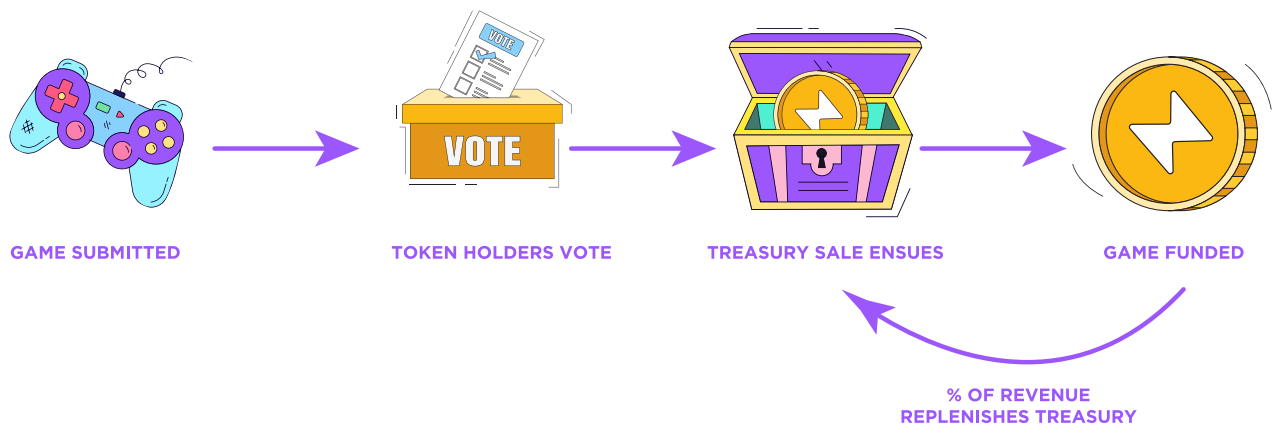 VOTE
VOTE
GAME SUBMITTED
TOKEN HOLDERS VOTE
TREASURY SALE ENSUES
GAME FUNDED
% OF REVENUE
REPLENISHES TREASURY